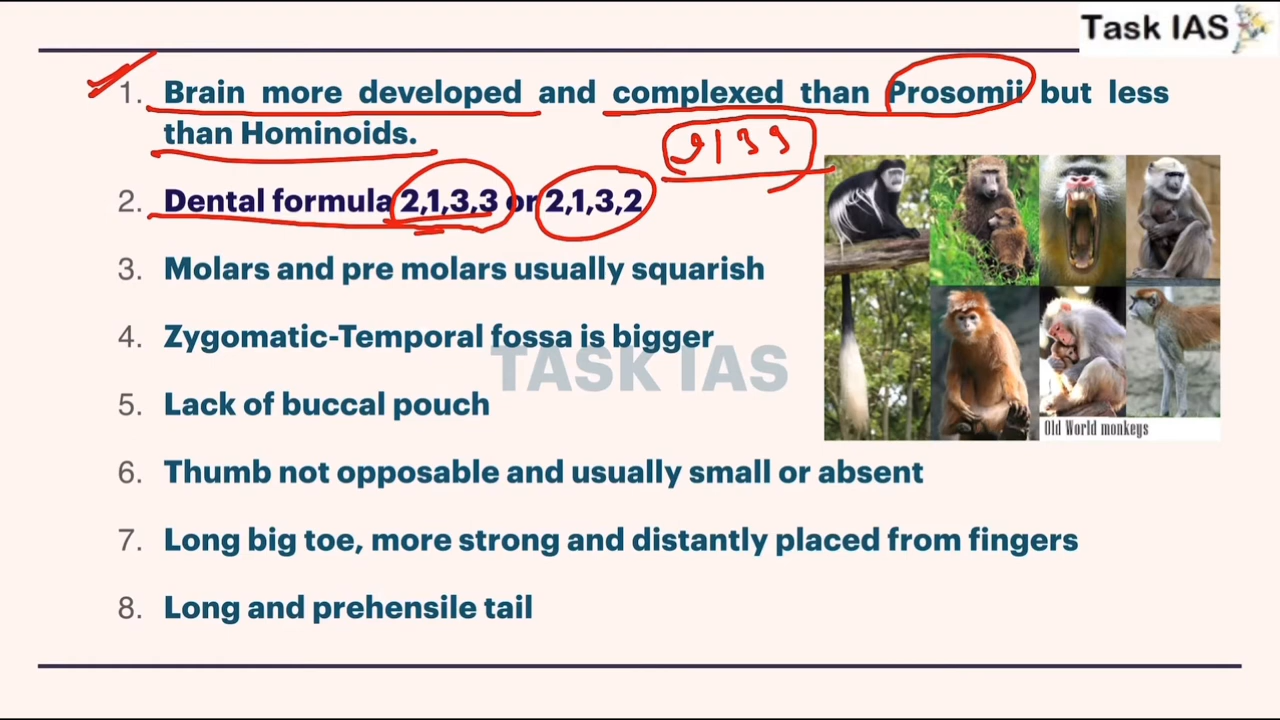 Task IAS
1. Brain more developed and complexed than Prosomii but less
than Hominoids.
2133
2. Dental formula 2,1,3,3 or 2,1,3,2
3. Molars and pre molars usually squarish
4. Zygomatic-Temporal fossa is bigger
TASK IAS
5. Lack of buccal pouch
Old World monkeys
6. Thumb not opposable and usually small or absent
7. Long big toe, more strong and distantly placed from fingers
8. Long and prehensile tail